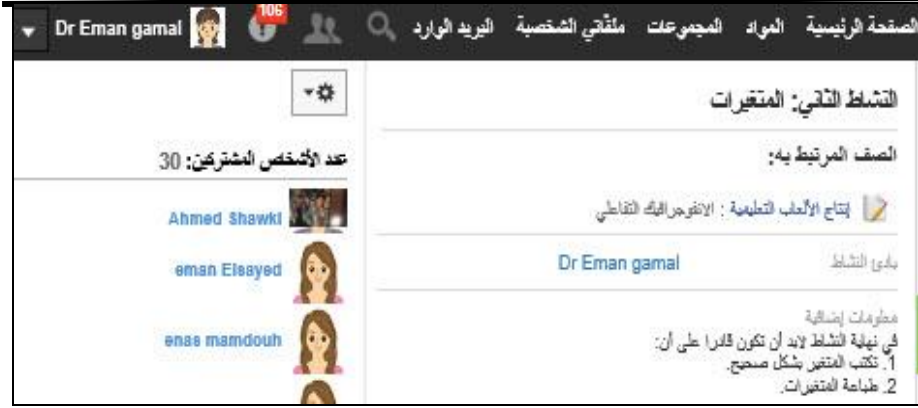 الصفحة الرئيسية المواد المجموعات ملفاتي الشخصية البريد الوارد 106 Dr Eman gamal
النشاط الثاني: المتغيرات
الصف المرتبط به:
إنتاج الألعاب التعليمية : الانفوجرافيك التفاعلي
بادئ النشاط Dr Eman gamal
معلومات إضافية
في نهاية النشاط لابد أن تكون قادرا على أن:
1. تكتب المتغير بشكل صحيح.
2. طباعة المتغيرات.
عدد الأشخاص المشتركين: 30
Ahmed Shawki
eman Elsayed
enas mamdouh